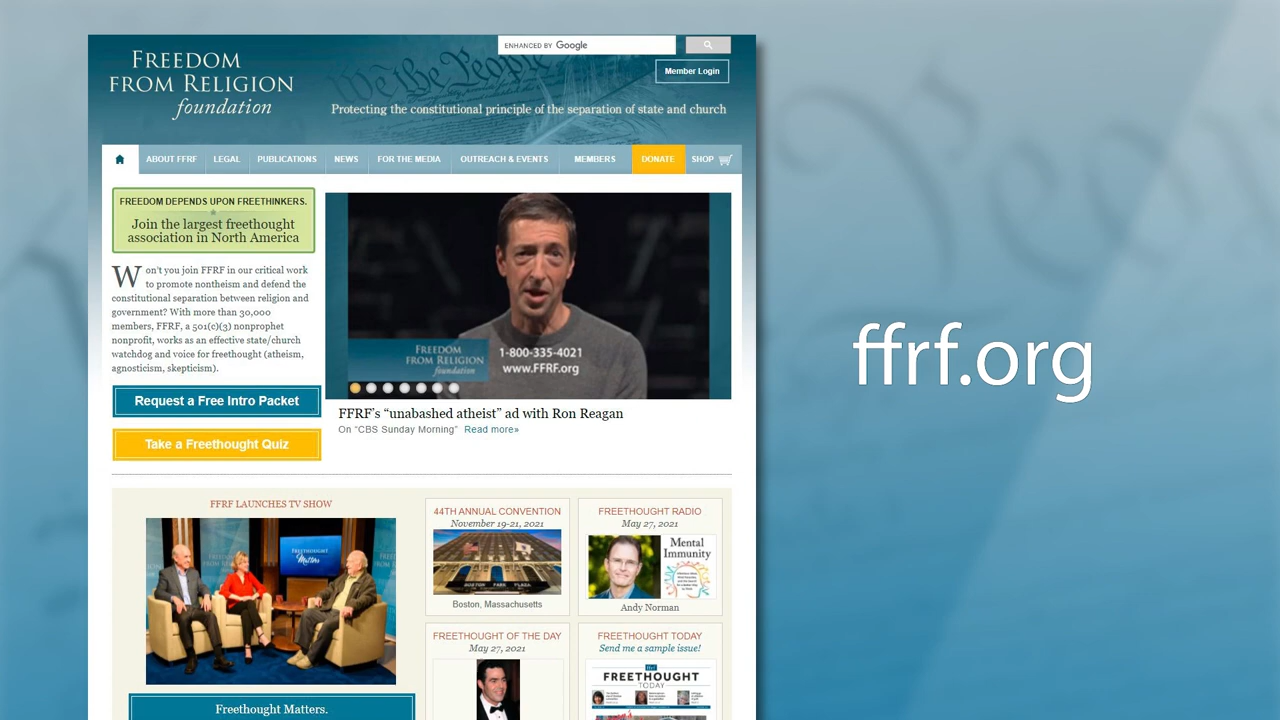 ENHANCED BY Google
FREEDOM
FROM RELIGION
foundation
We the People
Member Login
Protecting the constitutional principle of the separation of state and church
ABOUT FFRF
LEGAL
PUBLICATIONS
NEWS
FOR THE MEDIA
OUTREACH & EVENTS
MEMBERS
DONATE
SHOP
FREEDOM DEPENDS UPON FREETHINKERS.
Join the largest freethought
association in North America
Won't you join FFRF in our critical work
to promote nontheism and defend the
constitutional separation between religion and
government? With more than 30,000
members, FFRF, a 501(c)(3) nonprophet
nonprofit, works as an effective state/church
watchdog and voice for freethought (atheism,
agnosticism, skepticism).
Request a Free Intro Packet
Take a Freethought Quiz
FREEDOM
FROM RELIGION
foundation
1-800-335-4021
www.FFRF.org
FFRF's “unabashed atheist” ad with Ron Reagan
On “CBS Sunday Morning” Read more»
ffrf.org
FFRF LAUNCHES TV SHOW
Freethought
Matters
Freethought Matters.
44TH ANNUAL CONVENTION
November 19-21, 2021
BOSTON PARK PLAZA
Boston, Massachusetts
FREETHOUGHT RADIO
May 27, 2021
Mental
Immunity
Andy Norman
FREETHOUGHT OF THE DAY
May 27, 2021
FREETHOUGHT TODAY
Send me a sample issue!
FREETHOUGHT
TODAY